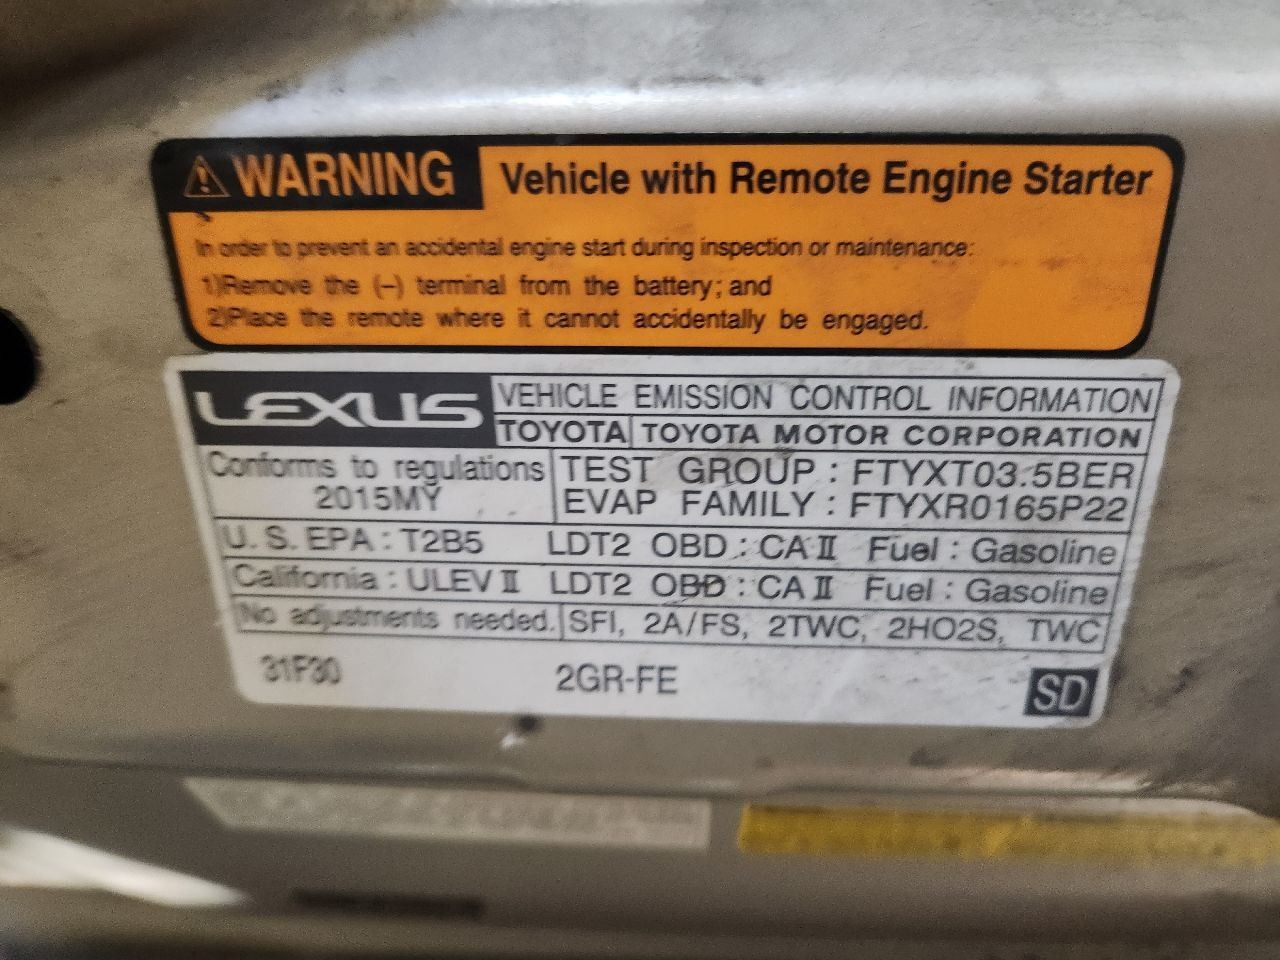 WARNING Vehicle with Remote Engine Starter
In order to prevent an accidental engine start during inspection or maintenance:
1)Remove the (−) terminal from the battery; and
2)Place the remote where it cannot accidentally be engaged.
LEXUS VEHICLE EMISSION CONTROL INFORMATION
TOYOTA TOYOTA MOTOR CORPORATION
Conforms to regulations TEST GROUP : FTYXT03.5BER
2015MY EVAP FAMILY : FTYXR0165P22
U.S.EPA : T2B5 LDT2 OBD : CA II Fuel : Gasoline
California : ULEV II LDT2 OBD : CA II Fuel : Gasoline
No adjustments needed. SFI, 2A/FS, 2TWC, 2HO2S, TWC
31F30 2GR-FE SD